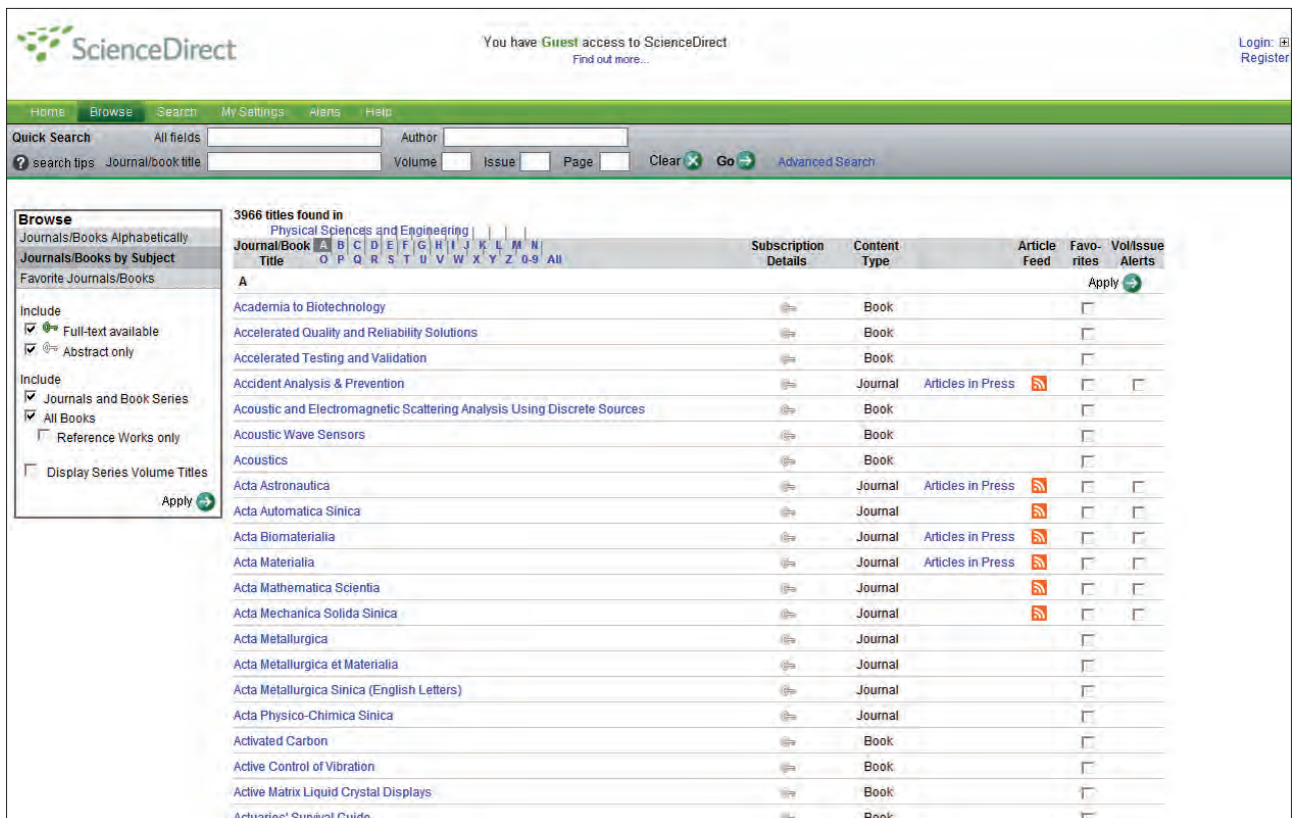 ScienceDirect
You have Guest access to ScienceDirect
Find out more...
Login:
Register
Home Browse Search My Settings Alerts Help
Quick Search All fields Author
? search tips Journal/book title Volume Issue Page Clear Go Advanced Search
Browse
Journals/Books Alphabetically
Journals/Books by Subject
Favorite Journals/Books
Include
Full-text available
Abstract only
Include
Journals and Book Series
All Books
Reference Works only
Display Series Volume Titles
Apply
3966 titles found in
Physical Sciences and Engineering
Journal/Book Title A B C D E F G H I J K L M N
O P Q R S T U V W X Y Z 0-9 All
Subscription Details Content Type Article Feed Favo-rites Vol/Issue Alerts
A Apply
Academia to Biotechnology Book
Accelerated Quality and Reliability Solutions Book
Accelerated Testing and Validation Book
Accident Analysis & Prevention Journal Articles in Press
Acoustic and Electromagnetic Scattering Analysis Using Discrete Sources Book
Acoustic Wave Sensors Book
Acoustics Book
Acta Astronautica Journal Articles in Press
Acta Automatica Sinica Journal
Acta Biomaterialia Journal Articles in Press
Acta Materialia Journal Articles in Press
Acta Mathematica Scientia Journal
Acta Mechanica Solida Sinica Journal
Acta Metallurgica Journal
Acta Metallurgica et Materialia Journal
Acta Metallurgica Sinica (English Letters) Journal
Acta Physico-Chimica Sinica Journal
Activated Carbon Book
Active Control of Vibration Book
Active Matrix Liquid Crystal Displays Book
Actuaries' Survival Guide Book